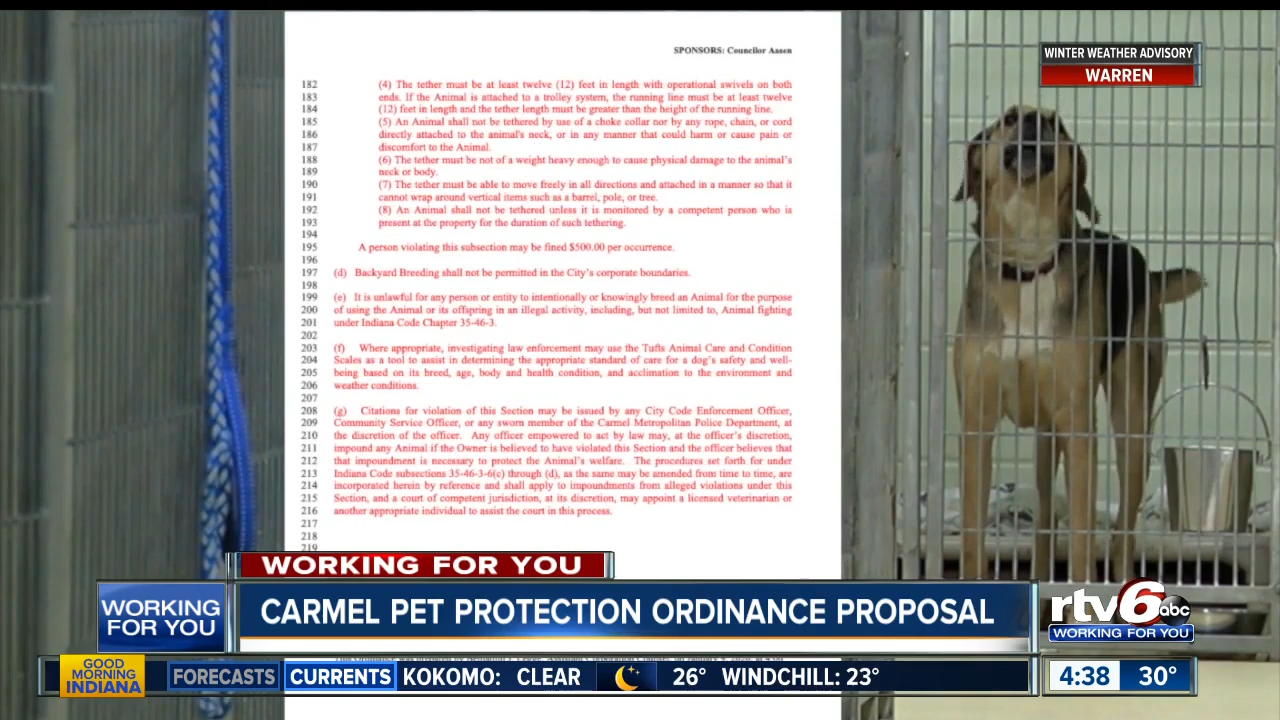 SPONSORS: Councilor Aasen
WINTER WEATHER ADVISORY
WARREN
182 (4) The tether must be at least twelve (12) feet in length with operational swivels on both
183 ends. If the Animal is attached to a trolley system, the running line must be at least twelve
184 (12) feet in length and the tether length must be greater than the height of the running line.
185 (5) An Animal shall not be tethered by use of a choke collar nor by any rope, chain, or cord
186 directly attached to the animal's neck, or in any manner that could harm or cause pain or
187 discomfort to the Animal.
188 (6) The tether must be not of a weight heavy enough to cause physical damage to the animal's
189 neck or body.
190 (7) The tether must be able to move freely in all directions and attached in a manner so that it
191 cannot wrap around vertical items such as a barrel, pole, or tree.
192 (8) An Animal shall not be tethered unless it is monitored by a competent person who is
193 present at the property for the duration of such tethering.
194
195 A person violating this subsection may be fined $500.00 per occurrence.
196
197 (d) Backyard Breeding shall not be permitted in the City's corporate boundaries.
198
199 (e) It is unlawful for any person or entity to intentionally or knowingly breed an Animal for the purpose
200 of using the Animal or its offspring in an illegal activity, including, but not limited to, Animal fighting
201 under Indiana Code Chapter 35-46-3.
202
203 (f) Where appropriate, investigating law enforcement may use the Tufts Animal Care and Condition
204 Scales as a tool to assist in determining the appropriate standard of care for a dog's safety and well-
205 being based on its breed, age, body and health condition, and acclimation to the environment and
206 weather conditions.
207
208 (g) Citations for violation of this Section may be issued by any City Code Enforcement Officer,
209 Community Service Officer, or any sworn member of the Carmel Metropolitan Police Department, at
210 the discretion of the officer. Any officer empowered to act by law may, at the officer's discretion,
211 impound any Animal if the Owner is believed to have violated this Section and the officer believes that
212 that impoundment is necessary to protect the Animal's welfare. The procedures set forth for under
213 Indiana Code subsections 35-46-3-6(c) through (d), as the same may be amended from time to time, are
214 incorporated herein by reference and shall apply to impoundments from alleged violations under this
215 Section, and a court of competent jurisdiction, at its discretion, may appoint a licensed veterinarian or
216 another appropriate individual to assist the court in this process.
217
218
219
WORKING FOR YOU
WORKING FOR YOU
CARMEL PET PROTECTION ORDINANCE PROPOSAL
rtv6 abc
WORKING FOR YOU
GOOD MORNING INDIANA
FORECASTS CURRENTS KOKOMO: CLEAR 26° WINDCHILL: 23°
4:38 30°